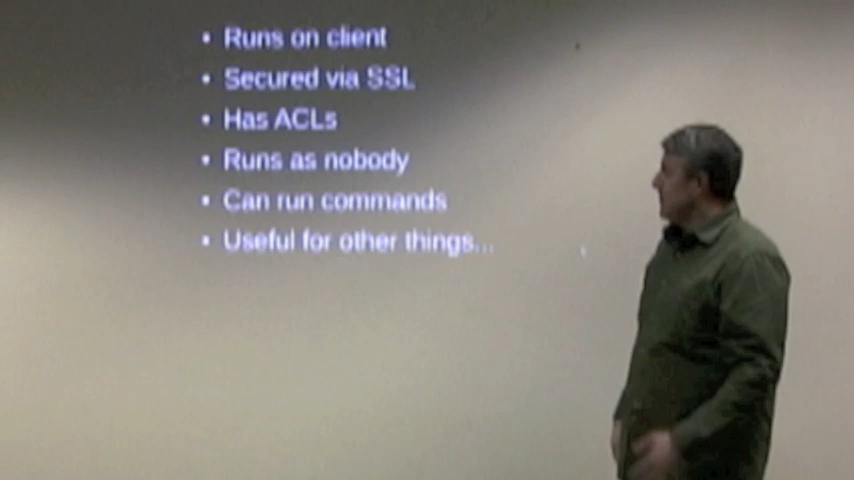 • Runs on client
• Secured via SSL
• Has ACLs
• Runs as nobody
• Can run commands
• Useful for other things...